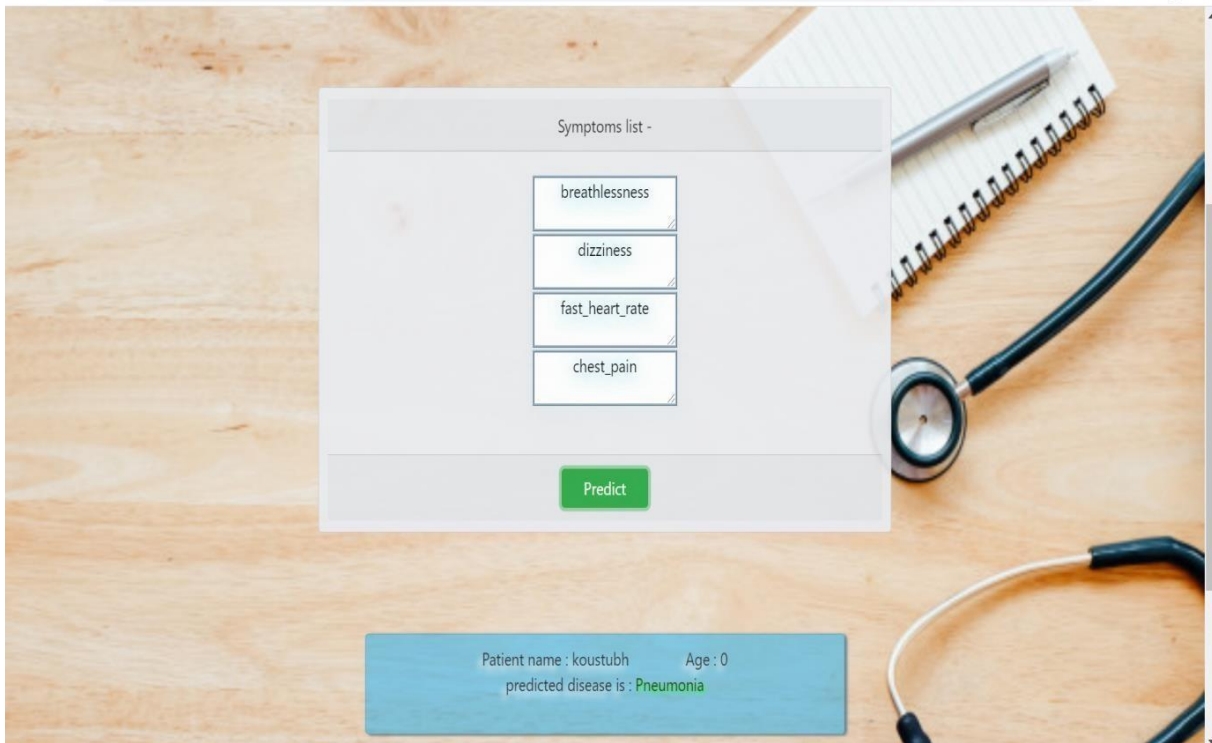 Symptoms list -
breathlessness
dizziness
fast_heart_rate
chest_pain
Predict
Patient name : koustubh Age : 0
predicted disease is : Pneumonia